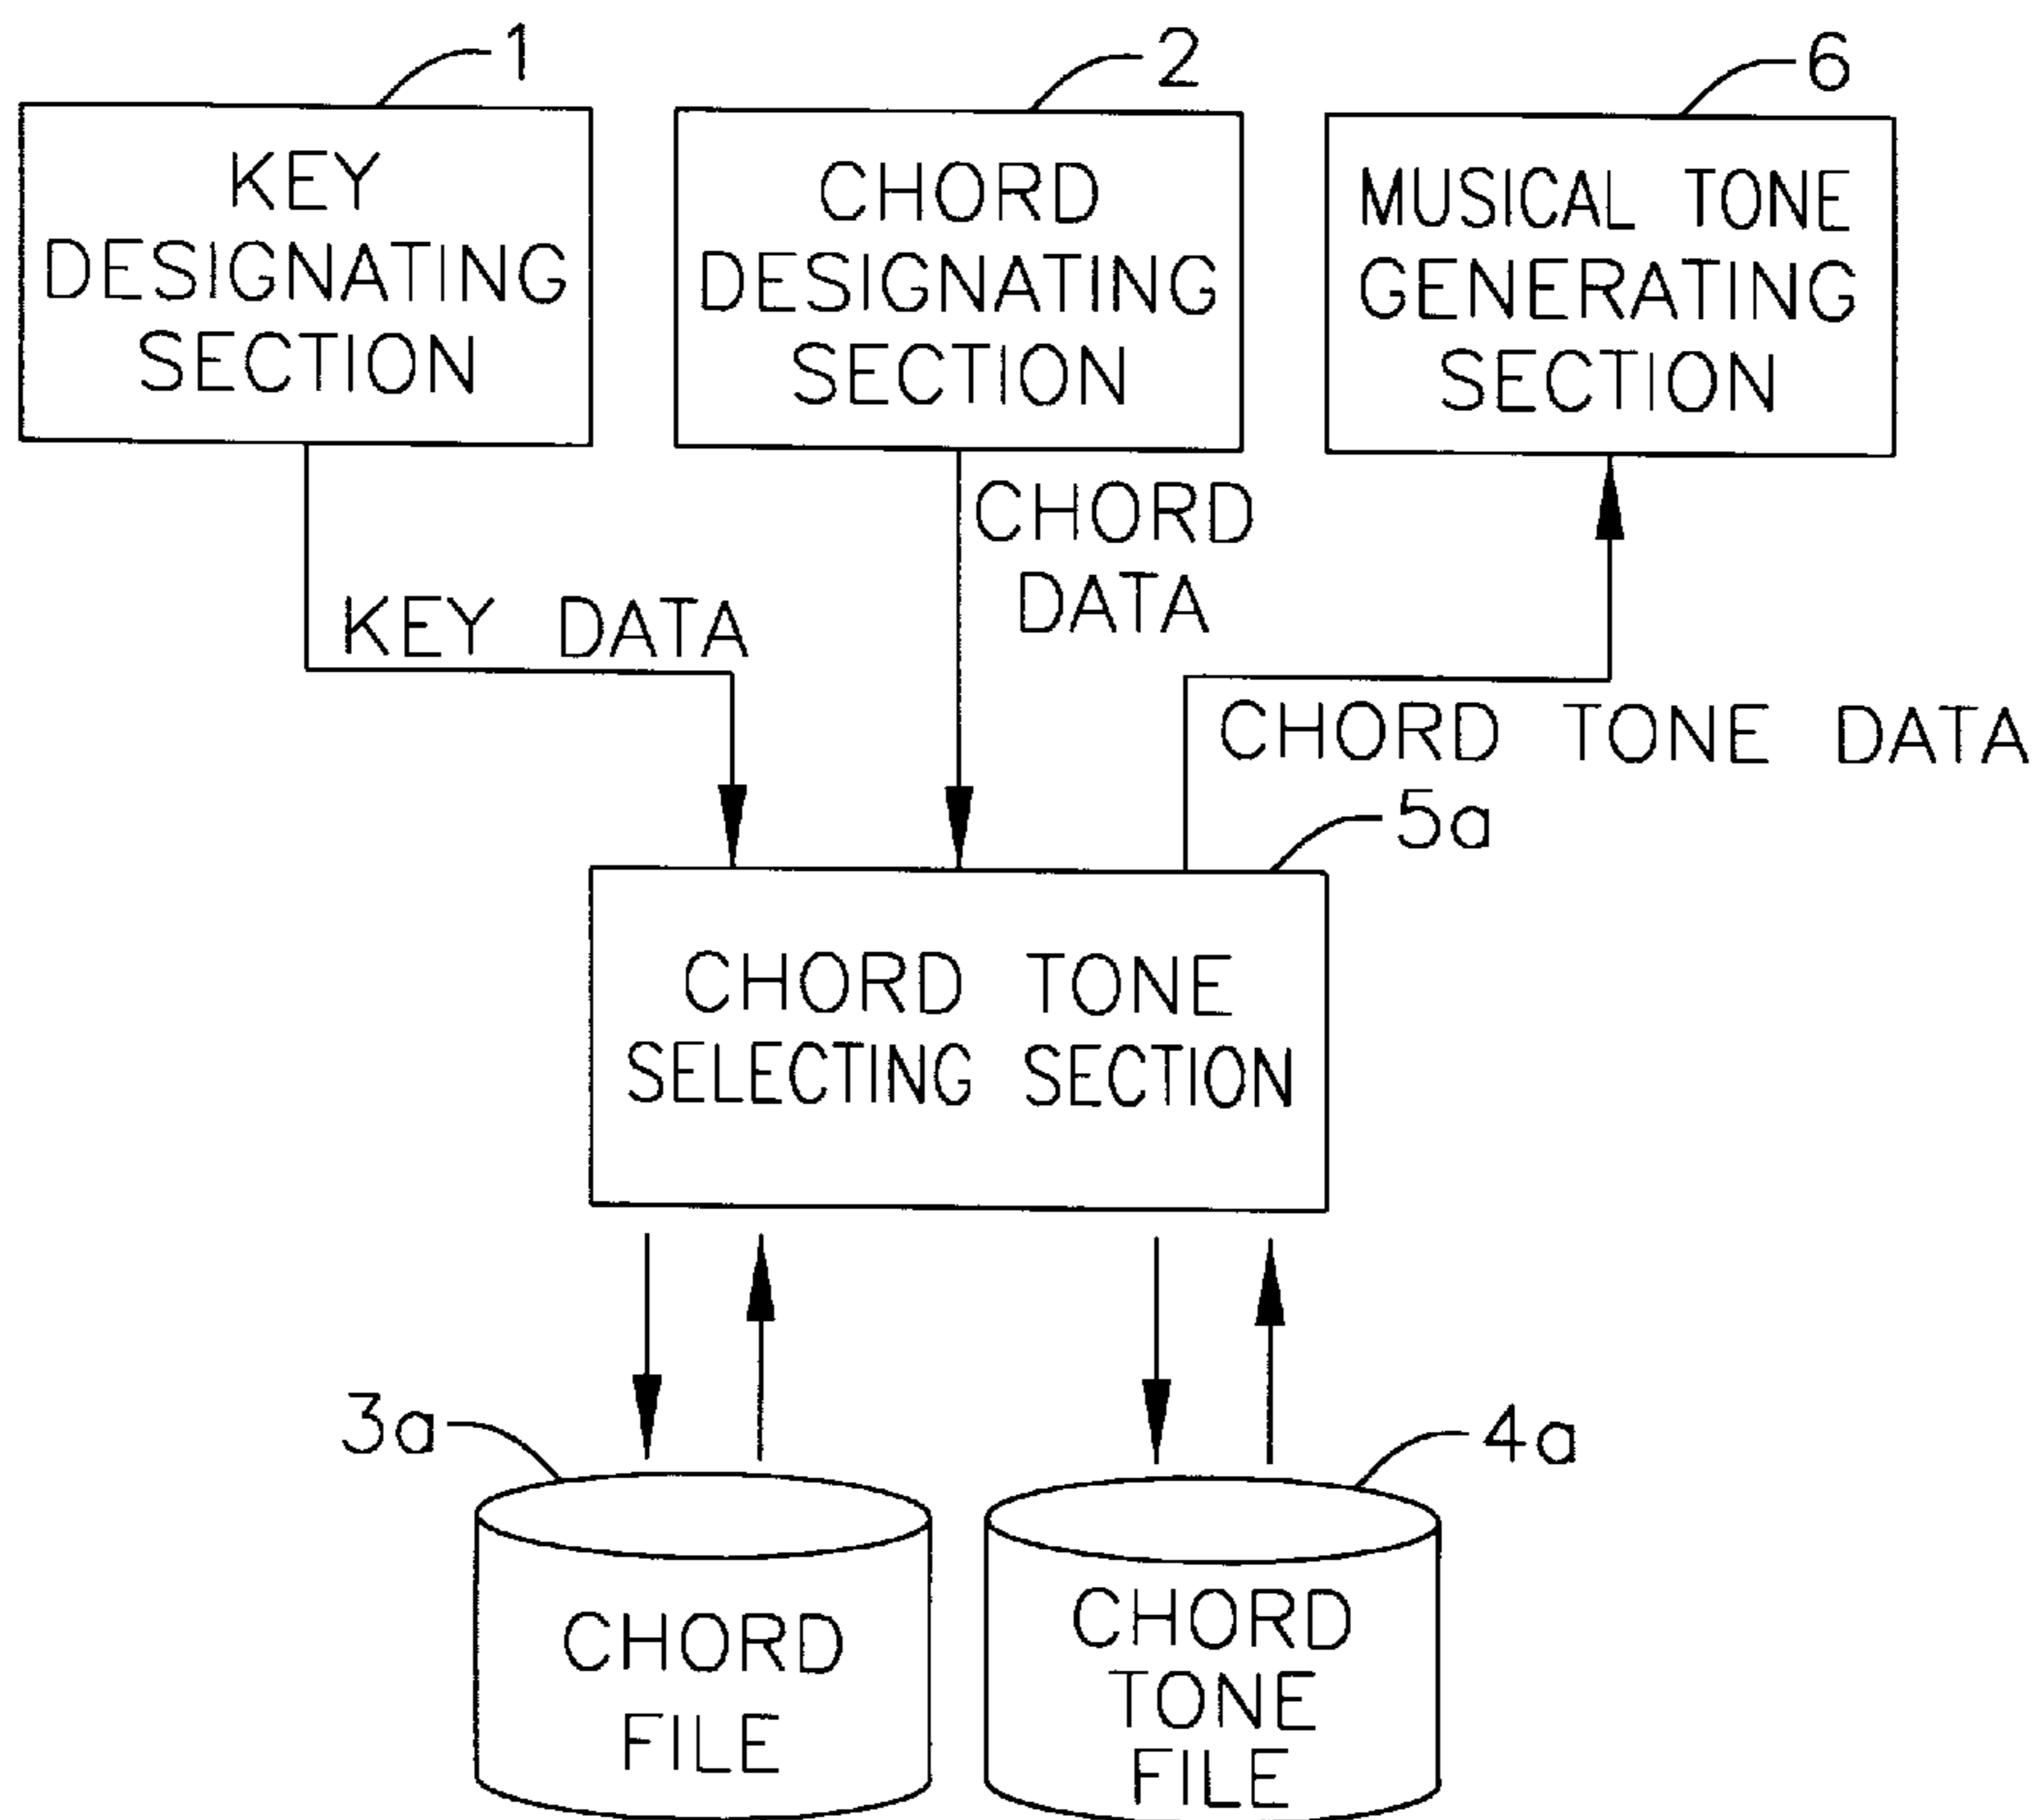 1
2
6
KEY
DESIGNATING
SECTION
CHORD
DESIGNATING
SECTION
MUSICAL TONE
GENERATING
SECTION
CHORD
DATA
KEY DATA
CHORD TONE DATA
5a
CHORD TONE
SELECTING SECTION
3a
4a
CHORD
FILE
CHORD
TONE
FILE